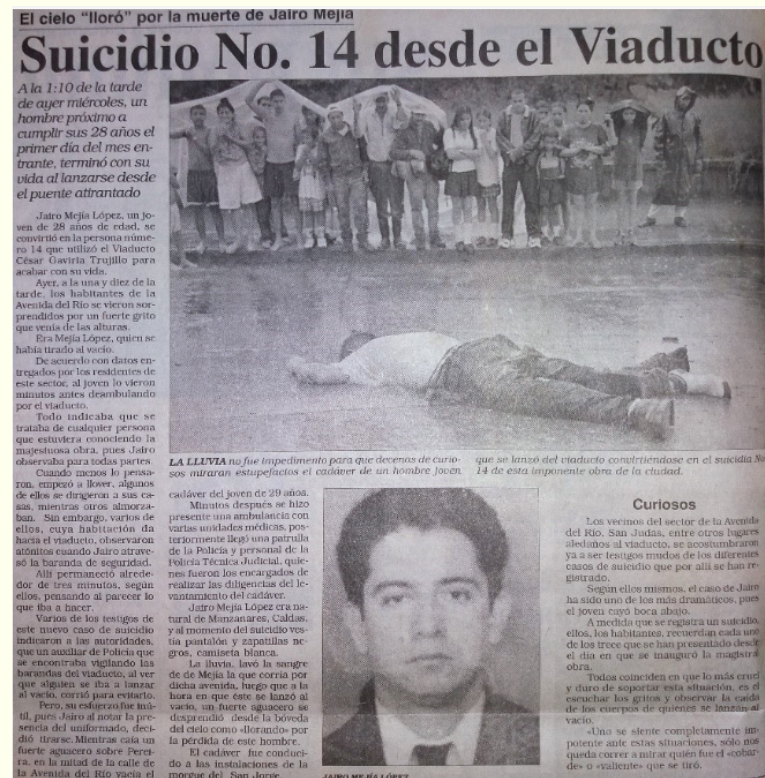 El cielo "lloró" por la muerte de Jairo Mejía
Suicidio No. 14 desde el Viaducto
A la 1:10 de la tarde
de ayer miércoles, un
hombre próximo a
cumplir sus 28 años el
primer día del mes en-
trante, terminó con su
vida al lanzarse desde
el puente atirantado
Jairo Mejía López, un jo-
ven de 28 años de edad, se
convirtió en la persona núme-
ro 14 que utilizó el Viaducto
César Gaviria Trujillo para
acabar con su vida.
Ayer, a la una y diez de la
tarde, los habitantes de la
Avenida del Río se vieron sor-
prendidos por un fuerte grito
que venía de las alturas.
Era Mejía López, quien se
había tirado al vacío.
De acuerdo con datos en-
tregados por los residentes de
este sector, al joven lo vieron
minutos antes deambulando
por el viaducto.
Todo indicaba que se
trataba de cualquier persona
que estuviera conociendo la
majestuosa obra, pues Jairo
observaba para todas partes.
Cuando menos lo pensa-
ron, empezó a llover, algunos
de ellos se dirigieron a sus ca-
sas, mientras otros almorza-
ban. Sin embargo, varios de
ellos, cuya habitación da
hacia el viaducto, observaron
atónitos cuando Jairo atrave-
só la baranda de seguridad.
Allí permaneció alrede-
dor de tres minutos, según
ellos, pensando al parecer lo
que iba a hacer.
Varios de los testigos de
este nuevo caso de suicidio
indicaron a las autoridades,
que un auxiliar de Policía que
se encontraba vigilando las
barandas del viaducto, al ver
que alguien se iba a lanzar
al vacío, corrió para evitarlo.
Pero, su esfuerzo fue inú-
til, pues Jairo al notar la pre-
sencia del uniformado, deci-
dió tirarse. Mientras caía un
fuerte aguacero sobre Perei-
ra, en la mitad de la calle de
la Avenida del Río yacía el
LA LLUVIA no fue impedimento para que decenas de curio-
sos miraran estupefactos el cadáver de un hombre joven
que se lanzó del viaducto convirtiéndose en el suicidio No
14 de esta imponente obra de la ciudad.
cadáver del joven de 29 años.
Minutos después se hizo
presente una ambulancia con
varias unidades médicas, pos-
teriormente llegó una patrulla
de la Policía y personal de la
Policía Técnica Judicial, quie-
nes fueron los encargados de
realizar las diligencias del le-
vantamiento del cadáver.
Jairo Mejía López era na-
tural de Manzanares, Caldas,
y al momento del suicidio ves-
tía pantalón y zapatillas ne-
gros, camiseta blanca.
La lluvia, lavó la sangre
de de Mejía la que corría por
dicha avenida, luego que a la
hora en que éste se lanzó al
vacío, un fuerte aguacero se
desprendió desde la bóveda
del cielo como «llorando» por
la pérdida de este hombre.
El cadáver fue conduci-
do a las instalaciones de la
morgue del San Jorge.
JAIRO MEJÍA LÓPEZ
Curiosos
Los vecinos del sector de la Avenida
del Río, San Judas, entre otros lugares
aledaños al viaducto, se acostumbraron
ya a ser testigos mudos de los diferentes
casos de suicidio que por allí se han re-
gistrado.
Según ellos mismos, el caso de Jairo
ha sido uno de los más dramáticos, pues
el joven cayó boca abajo.
A medida que se registra un suicidio,
ellos, los habitantes, recuerdan cada uno
de los trece que se han presentado desde
el día en que se inauguró la magistral
obra.
Todos coinciden en que lo más cruel
y duro de soportar esta situación, es el
escuchar los gritos y observar la caída
de los cuerpos de quienes se lanzan al
vacío.
«Uno se siente completamente im-
potente ante estas situaciones, sólo nos
queda correr a mirar quién fue el «cobar-
de» o «valiente» que se tiró.